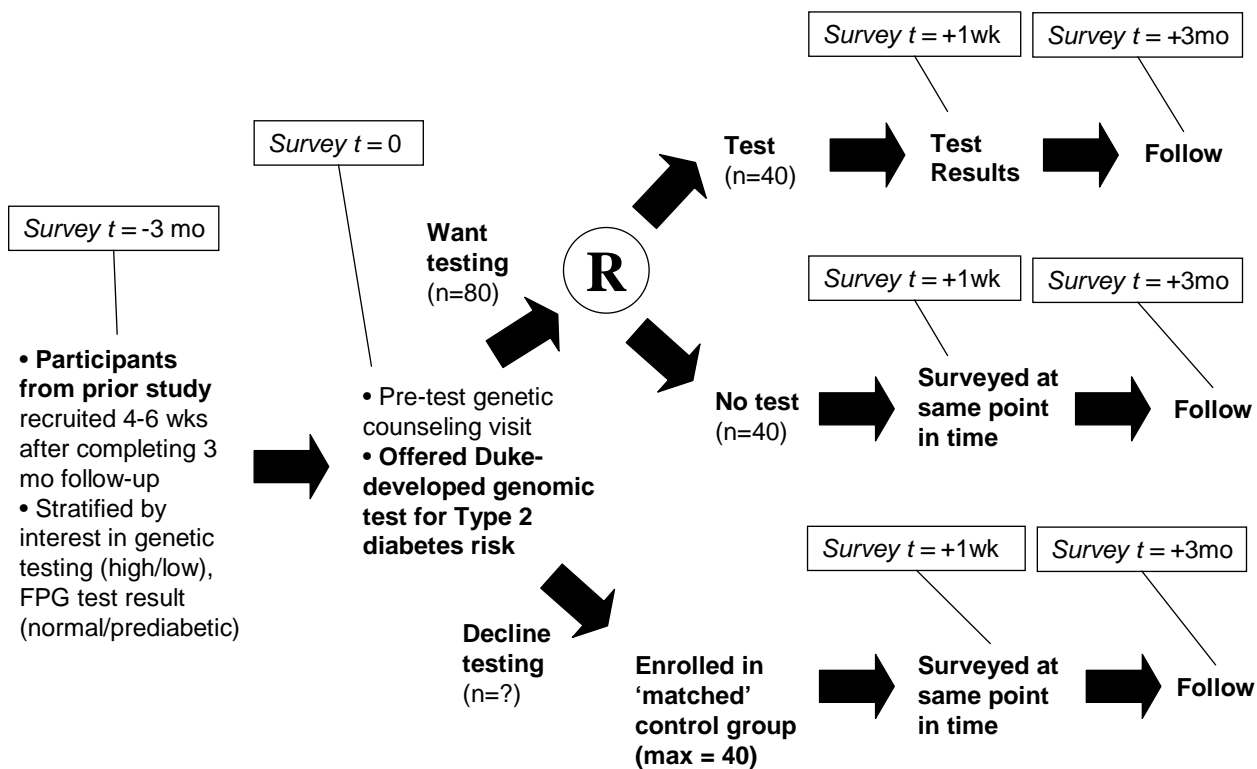 Survey t = -3 mo
• Participants
from prior study
recruited 4-6 wks
after completing 3
mo follow-up
• Stratified by
interest in genetic
testing (high/low),
FPG test result
(normal/prediabetic)
Survey t = 0
• Pre-test genetic
counseling visit
• Offered Duke-
developed genomic
test for Type 2
diabetes risk
Want
testing
(n=80)
R
Test
(n=40)
Survey t = +1wk
Test
Results
Survey t = +3mo
Follow
No test
(n=40)
Survey t = +1wk
Surveyed at
same point
in time
Survey t = +3mo
Follow
Decline
testing
(n=?)
Enrolled in
‘matched’
control group
(max = 40)
Survey t = +1wk
Surveyed at
same point
in time
Survey t = +3mo
Follow